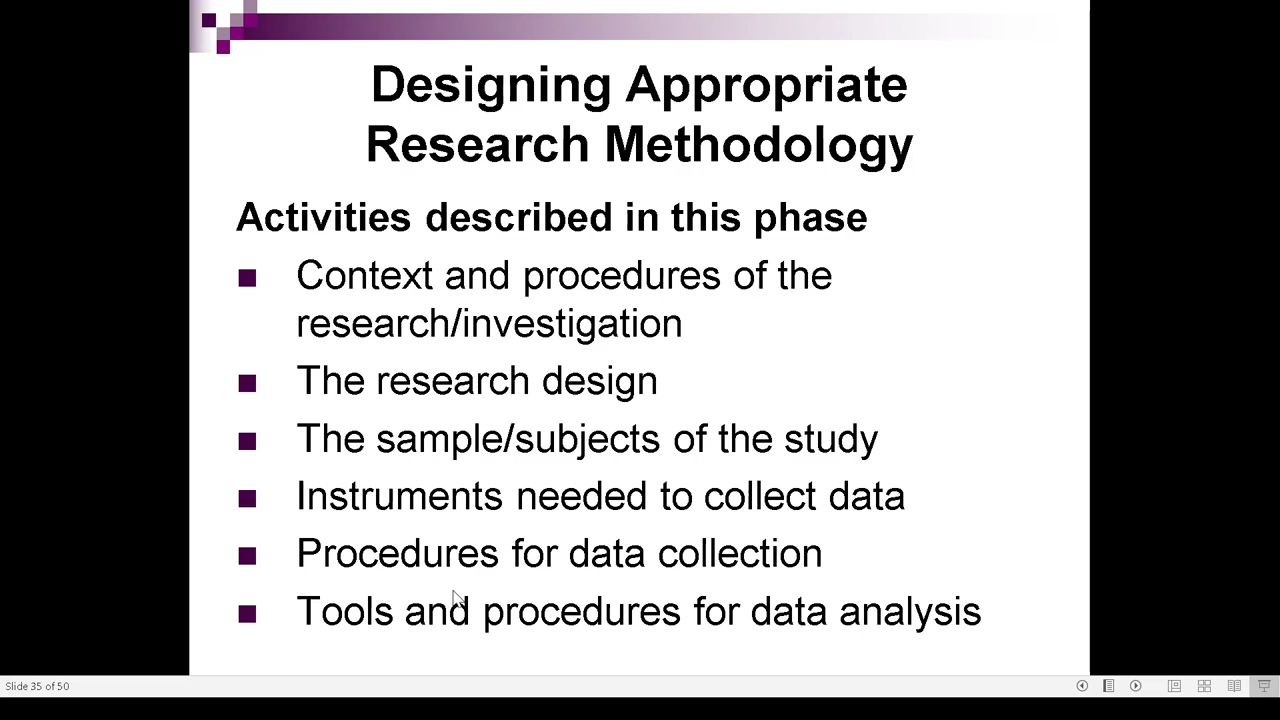 Designing Appropriate
Research Methodology
Activities described in this phase
Context and procedures of the
research/investigation
The research design
The sample/subjects of the study
Instruments needed to collect data
Procedures for data collection
Tools and procedures for data analysis
Slide 35 of 50